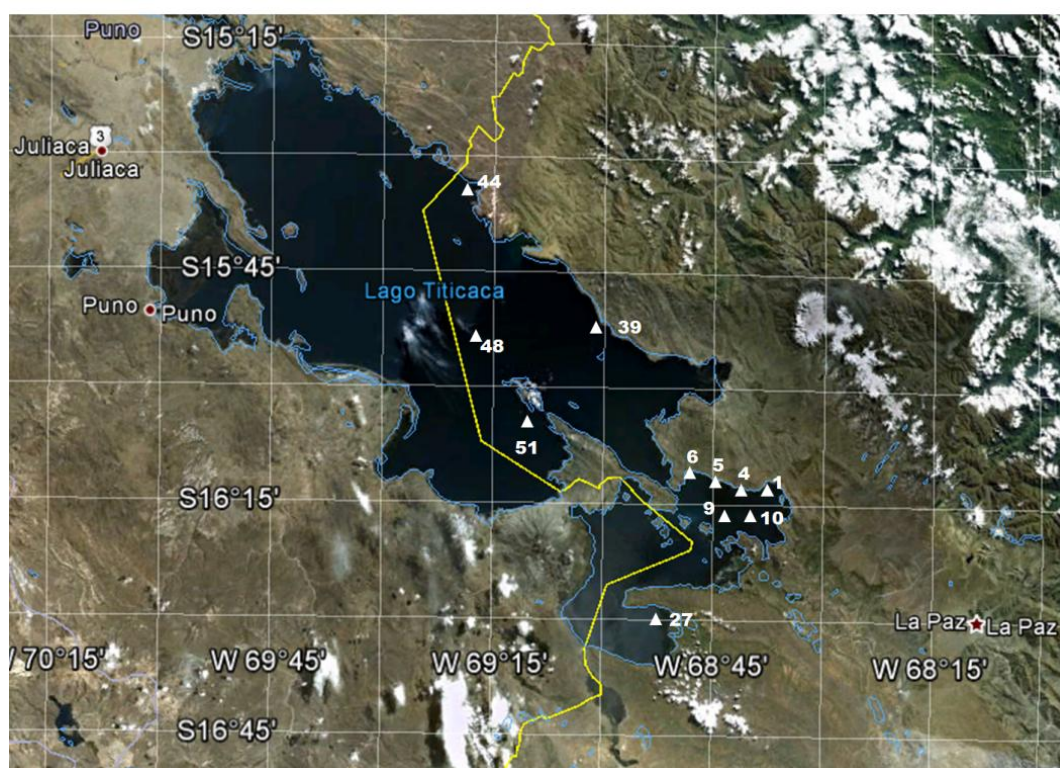 Puno
S15°15'
3
Juliaca
Juliaca
44
S15°45'
Lago Titicaca
Puno
Puno
39
48
51
6
5
4
1
S16°15'
9
10
27
La Paz
La Paz
W 70°15'
W 69°45'
W 69°15'
W 68°45'
W 68°15'
S16°45'